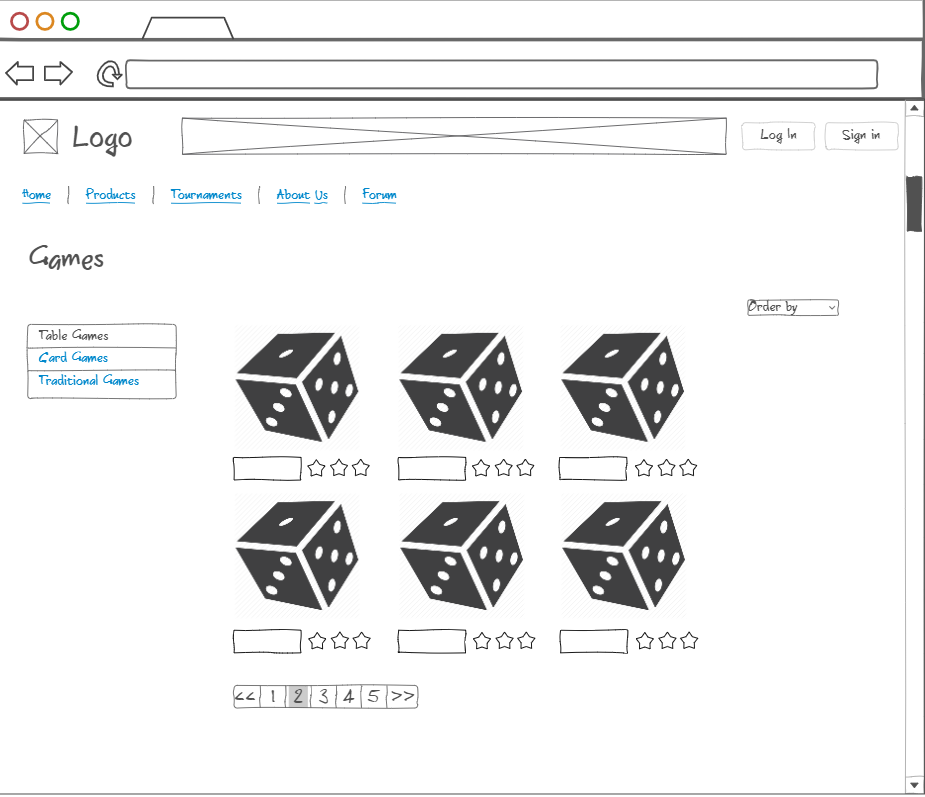 Logo
Log In
Sign in
Home | Products | Tournaments | About Us | Forum
Games
Order by
Table Games
Card Games
Traditional Games
<< 1 2 3 4 5 >>